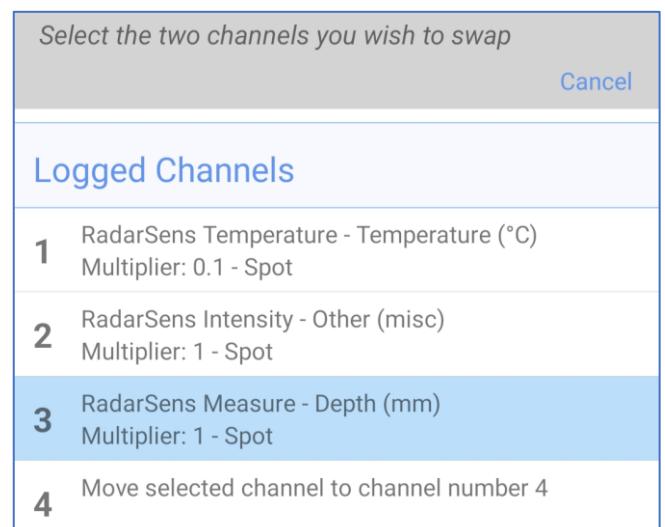 Select the two channels you wish to swap
Cancel
Logged Channels
1
RadarSens Temperature - Temperature (°C)
Multiplier: 0.1 - Spot
2
RadarSens Intensity - Other (misc)
Multiplier: 1 - Spot
3
RadarSens Measure - Depth (mm)
Multiplier: 1 - Spot
4
Move selected channel to channel number 4